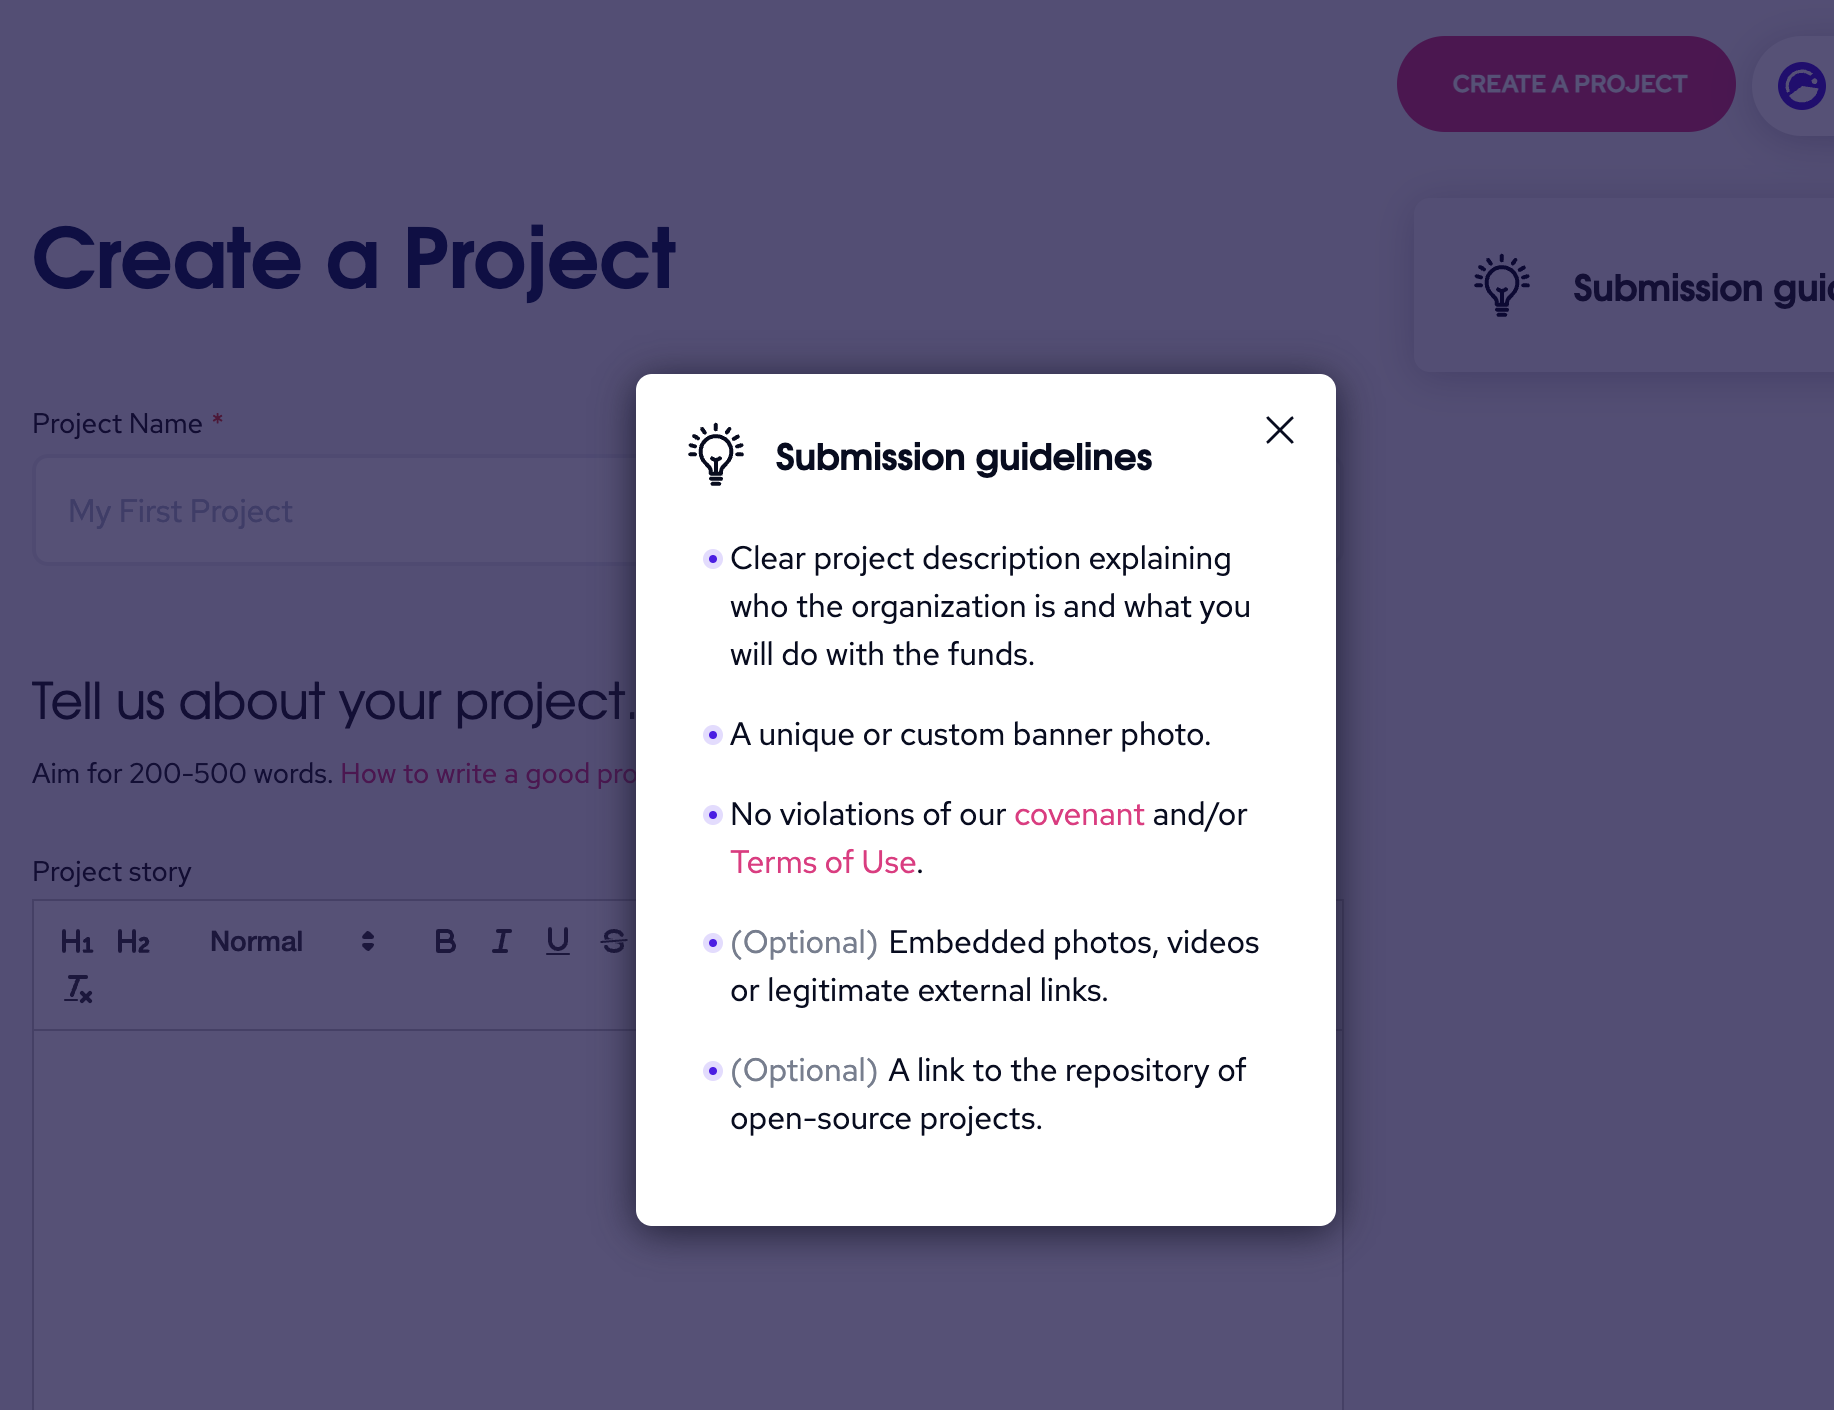 CREATE A PROJECT
Create a Project
Submission
Project Name *
My First Project
Submission guidelines
Clear project description explaining
who the organization is and what you
will do with the funds.
A unique or custom banner photo.
No violations of our covenant and/or
Terms of Use.
(Optional) Embedded photos, videos
or legitimate external links.
(Optional) A link to the repository of
open-source projects.
Tell us about your project.
Aim for 200-500 words. How to write a good
Project story
H1 H2 Normal B I U S
Tx